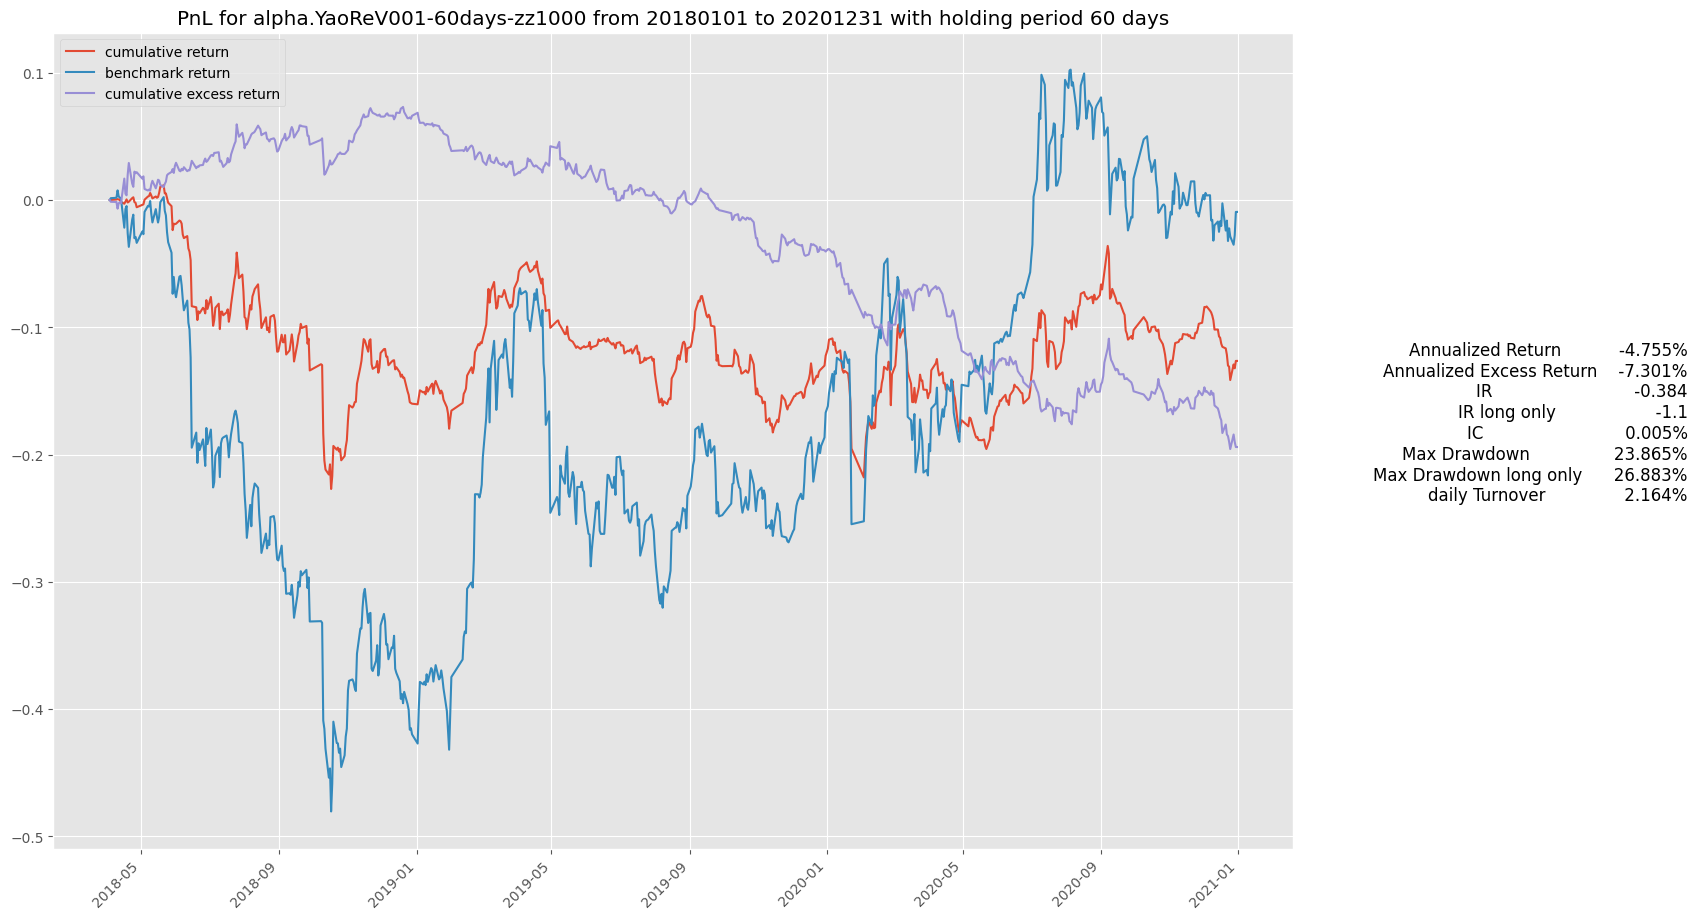 PnL for alpha.YaoReV001-60days-zz1000 from 20180101 to 20201231 with holding period 60 days
cumulative return
benchmark return
cumulative excess return
0.1
0.0
−0.1
−0.2
−0.3
−0.4
−0.5
2018-05
2018-09
2019-01
2019-05
2019-09
2020-01
2020-05
2020-09
2021-01
Annualized Return -4.755%
Annualized Excess Return -7.301%
IR -0.384
IR long only -1.1
IC 0.005%
Max Drawdown 23.865%
Max Drawdown long only 26.883%
daily Turnover 2.164%